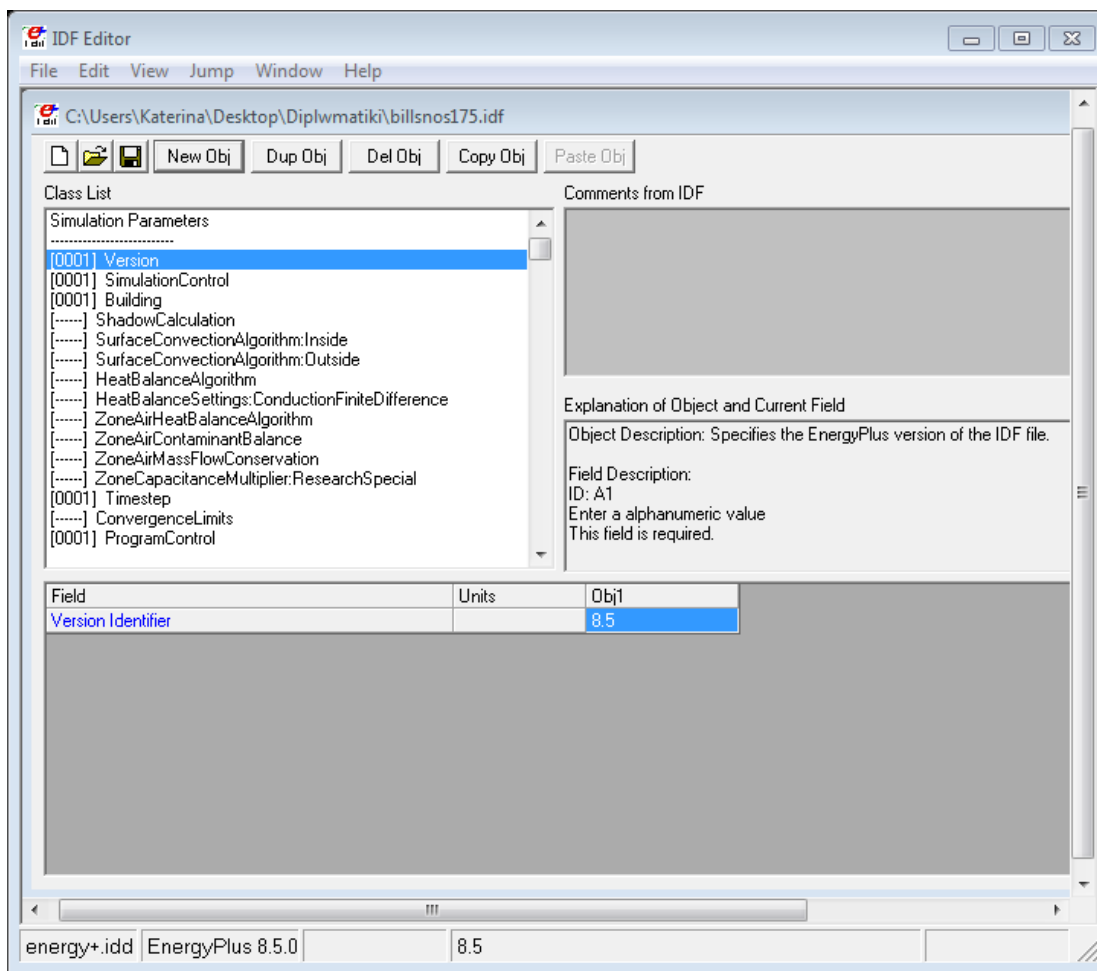 IDF Editor
File Edit View Jump Window Help
C:\Users\Katerina\Desktop\Diplwmatiki\billsnos175.idf
New Obj Dup Obj Del Obj Copy Obj Paste Obj
Class List
Comments from IDF
Simulation Parameters
---------------------------
[0001] Version
[0001] SimulationControl
[0001] Building
[------] ShadowCalculation
[------] SurfaceConvectionAlgorithm:Inside
[------] SurfaceConvectionAlgorithm:Outside
[------] HeatBalanceAlgorithm
[------] HeatBalanceSettings:ConductionFiniteDifference
[------] ZoneAirHeatBalanceAlgorithm
[------] ZoneAirContaminantBalance
[------] ZoneAirMassFlowConservation
[------] ZoneCapacitanceMultiplier:ResearchSpecial
[0001] Timestep
[------] ConvergenceLimits
[0001] ProgramControl
Explanation of Object and Current Field
Object Description: Specifies the EnergyPlus version of the IDF file.
Field Description:
ID: A1
Enter a alphanumeric value
This field is required.
Field Units Obj1
Version Identifier 8.5
energy+.idd EnergyPlus 8.5.0 8.5